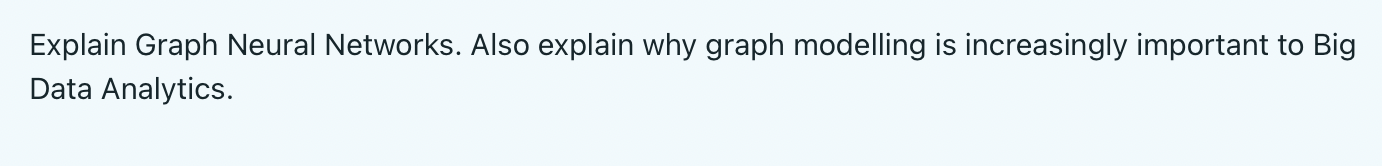 Explain Graph Neural Networks. Also explain why graph modelling is increasingly important to Big
Data Analytics.